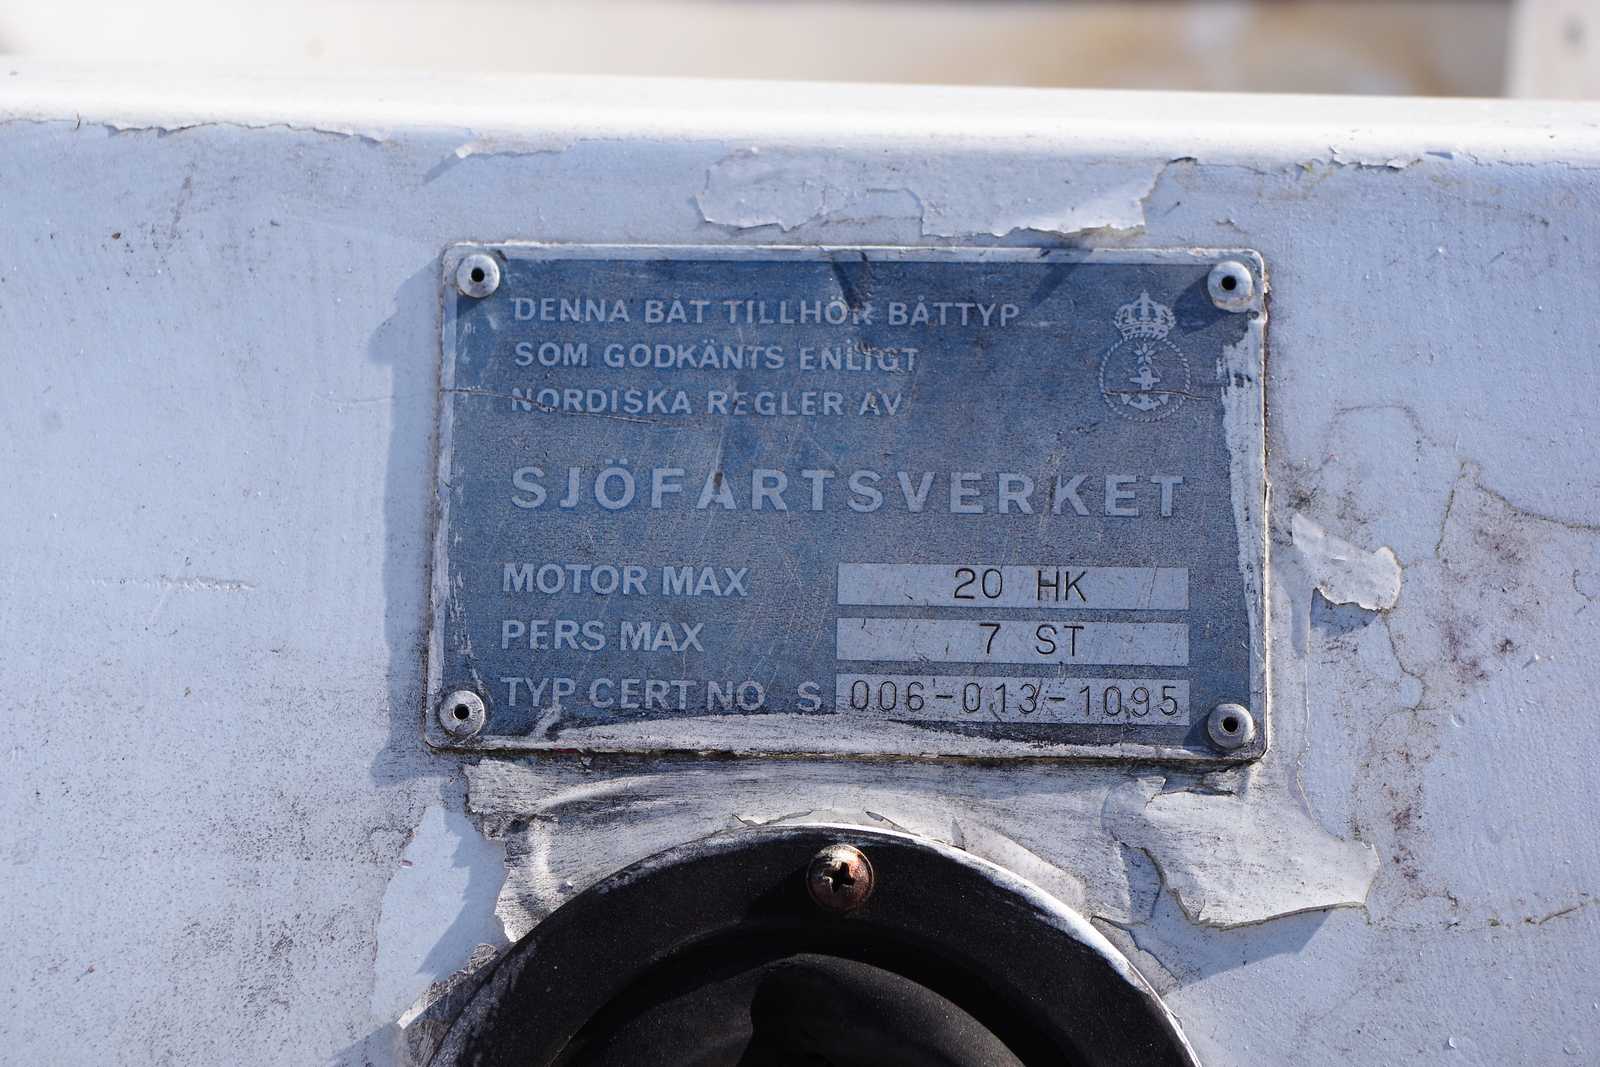 DENNA BÅT TILLHÖR BÅTTYP
SOM GODKÄNTS ENLIGT
NORDISKA REGLER AV
SJÖFARTSVERKET
MOTOR MAX 20 HK
PERS MAX 7 ST
TYP CERT NO S 006-013-1095